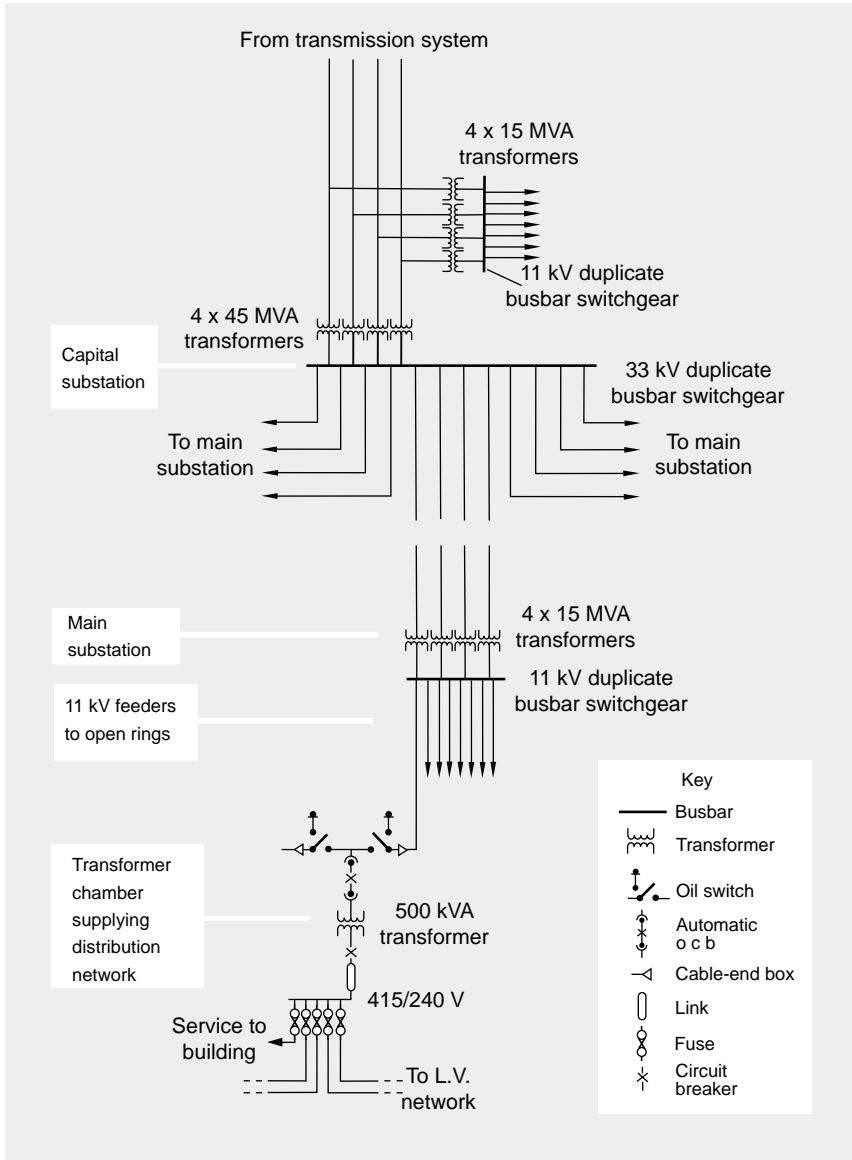 From transmission system
4 x 15 MVA
transformers
11 kV duplicate
busbar switchgear
4 x 45 MVA
transformers
Capital
substation
33 kV duplicate
busbar switchgear
To main
substation
To main
substation
Main
substation
4 x 15 MVA
transformers
11 kV duplicate
busbar switchgear
11 kV feeders
to open rings
Transformer
chamber
supplying
distribution
network
500 kVA
transformer
415/240 V
Service to
building
To L.V.
network
Key
Busbar
Transformer
Oil switch
Automatic
o c b
Cable-end box
Link
Fuse
Circuit
breaker